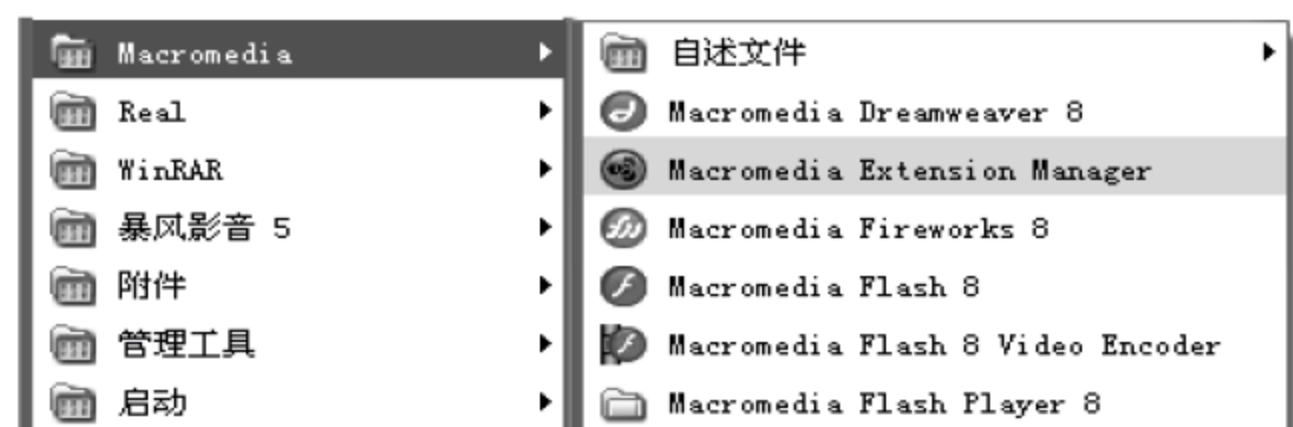 Macromedia
Real
WinRAR
暴风影音 5
附件
管理工具
启动
自述文件
Macromedia Dreamweaver 8
Macromedia Extension Manager
Macromedia Fireworks 8
Macromedia Flash 8
Macromedia Flash 8 Video Encoder
Macromedia Flash Player 8